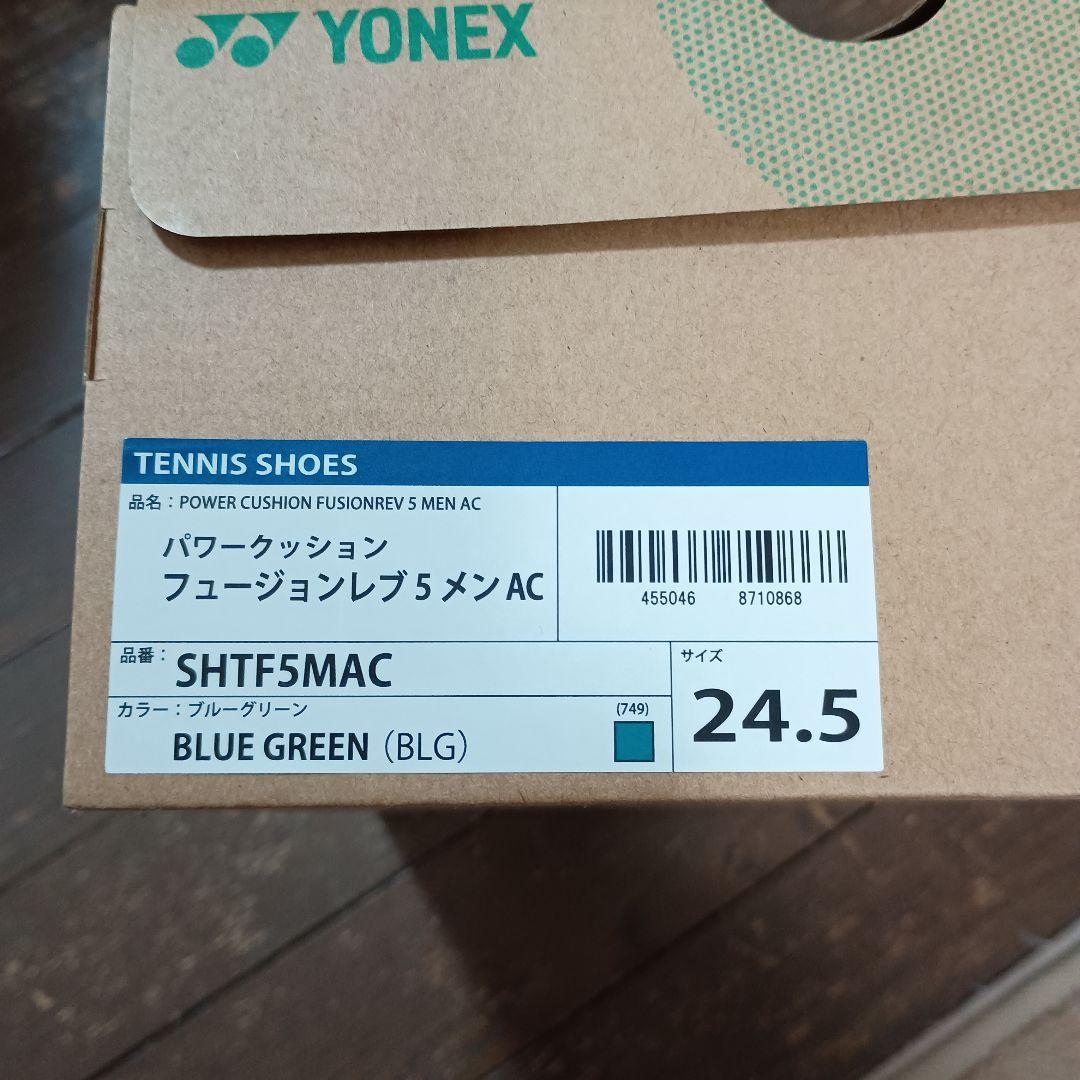 YONEX
TENNIS SHOES
品名：POWER CUSHION FUSIONREV 5 MEN AC
パワークッション
フュージョンレブ 5 メン AC
455046 8710868
品番：SHTF5MAC
サイズ
24.5
カラー：ブルーグリーン
(749)
BLUE GREEN（BLG）